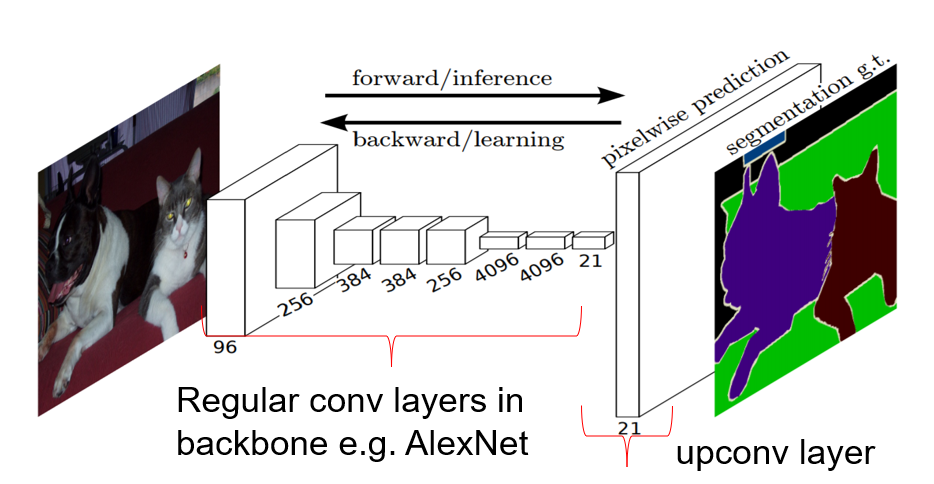 forward/inference
backward/learning
pixelwise prediction
segmentation g.t.
96
256
384
384
256
4096
4096
21
21
Regular conv layers in
backbone e.g. AlexNet
upconv layer